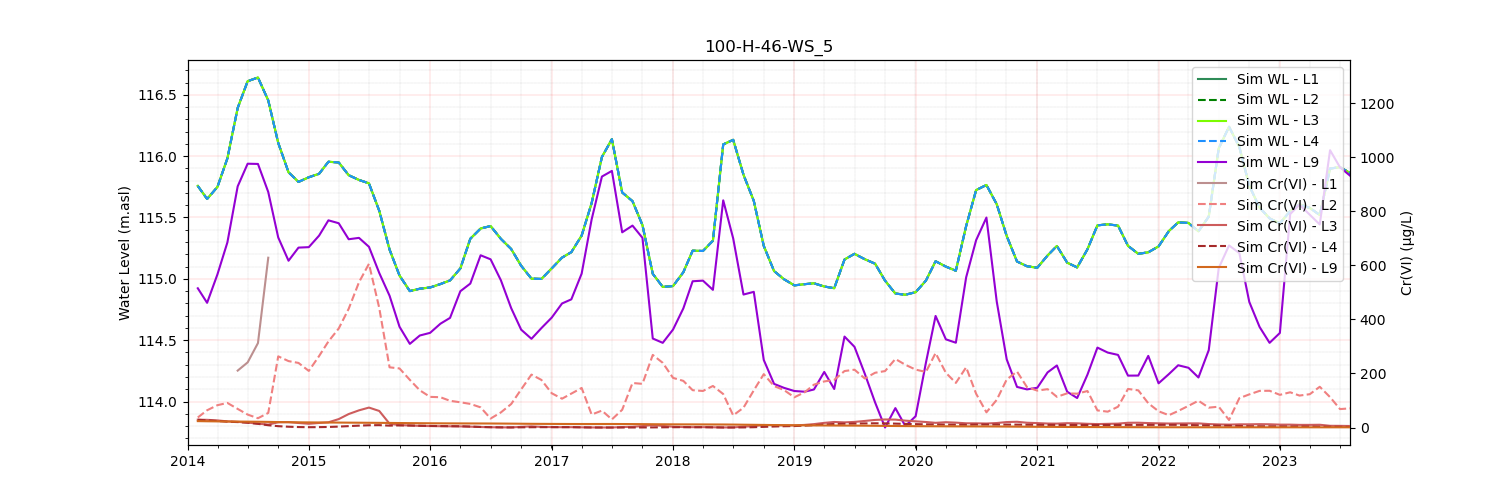 100-H-46-WS_5
Water Level (m.asl)
116.5
116.0
115.5
115.0
114.5
114.0
2014
2015
2016
2017
2018
2019
2020
2021
2022
2023
1200
1000
800
600
400
200
0
Cr(VI) (μg/L)
Sim WL - L1
Sim WL - L2
Sim WL - L3
Sim WL - L4
Sim WL - L9
Sim Cr(VI) - L1
Sim Cr(VI) - L2
Sim Cr(VI) - L3
Sim Cr(VI) - L4
Sim Cr(VI) - L9